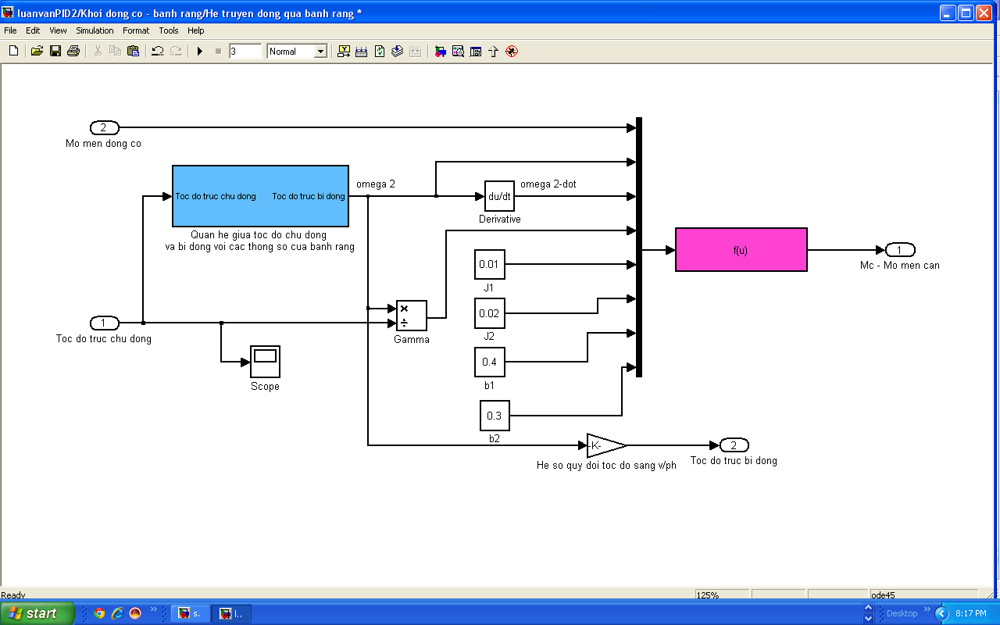 luanvanPID2/Khoi dong co - banh rang/He truyen dong qua banh rang *
File Edit View Simulation Format Tools Help
3 Normal
2
Mo men dong co
Toc do truc chu dong Toc do truc bi dong
Quan he giua toc do chu dong
va bi dong voi cac thong so cua banh rang
omega 2
du/dt
Derivative
omega 2-dot
0.01
J1
0.02
J2
0.4
b1
0.3
b2
×
÷
Gamma
1
Toc do truc chu dong
Scope
f(u)
1
Mc - Mo men can
-K-
He so quy doi toc do sang v/ph
2
Toc do truc bi dong
Ready 125% ode45
start s. l.. Desktop 8:17 PM